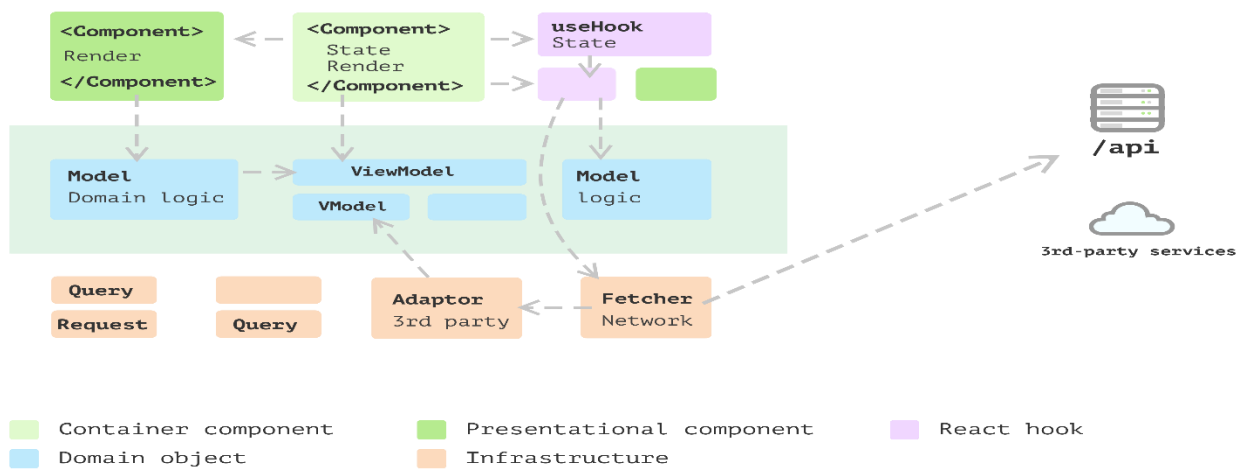 <Component>
Render
</Component>
<Component>
State
Render
</Component>
useHook
State
/api
Model
Domain logic
ViewModel
VModel
Model
logic
3rd-party services
Query
Request
Query
Adaptor
3rd party
Fetcher
Network
Container component
Presentational component
React hook
Domain object
Infrastructure